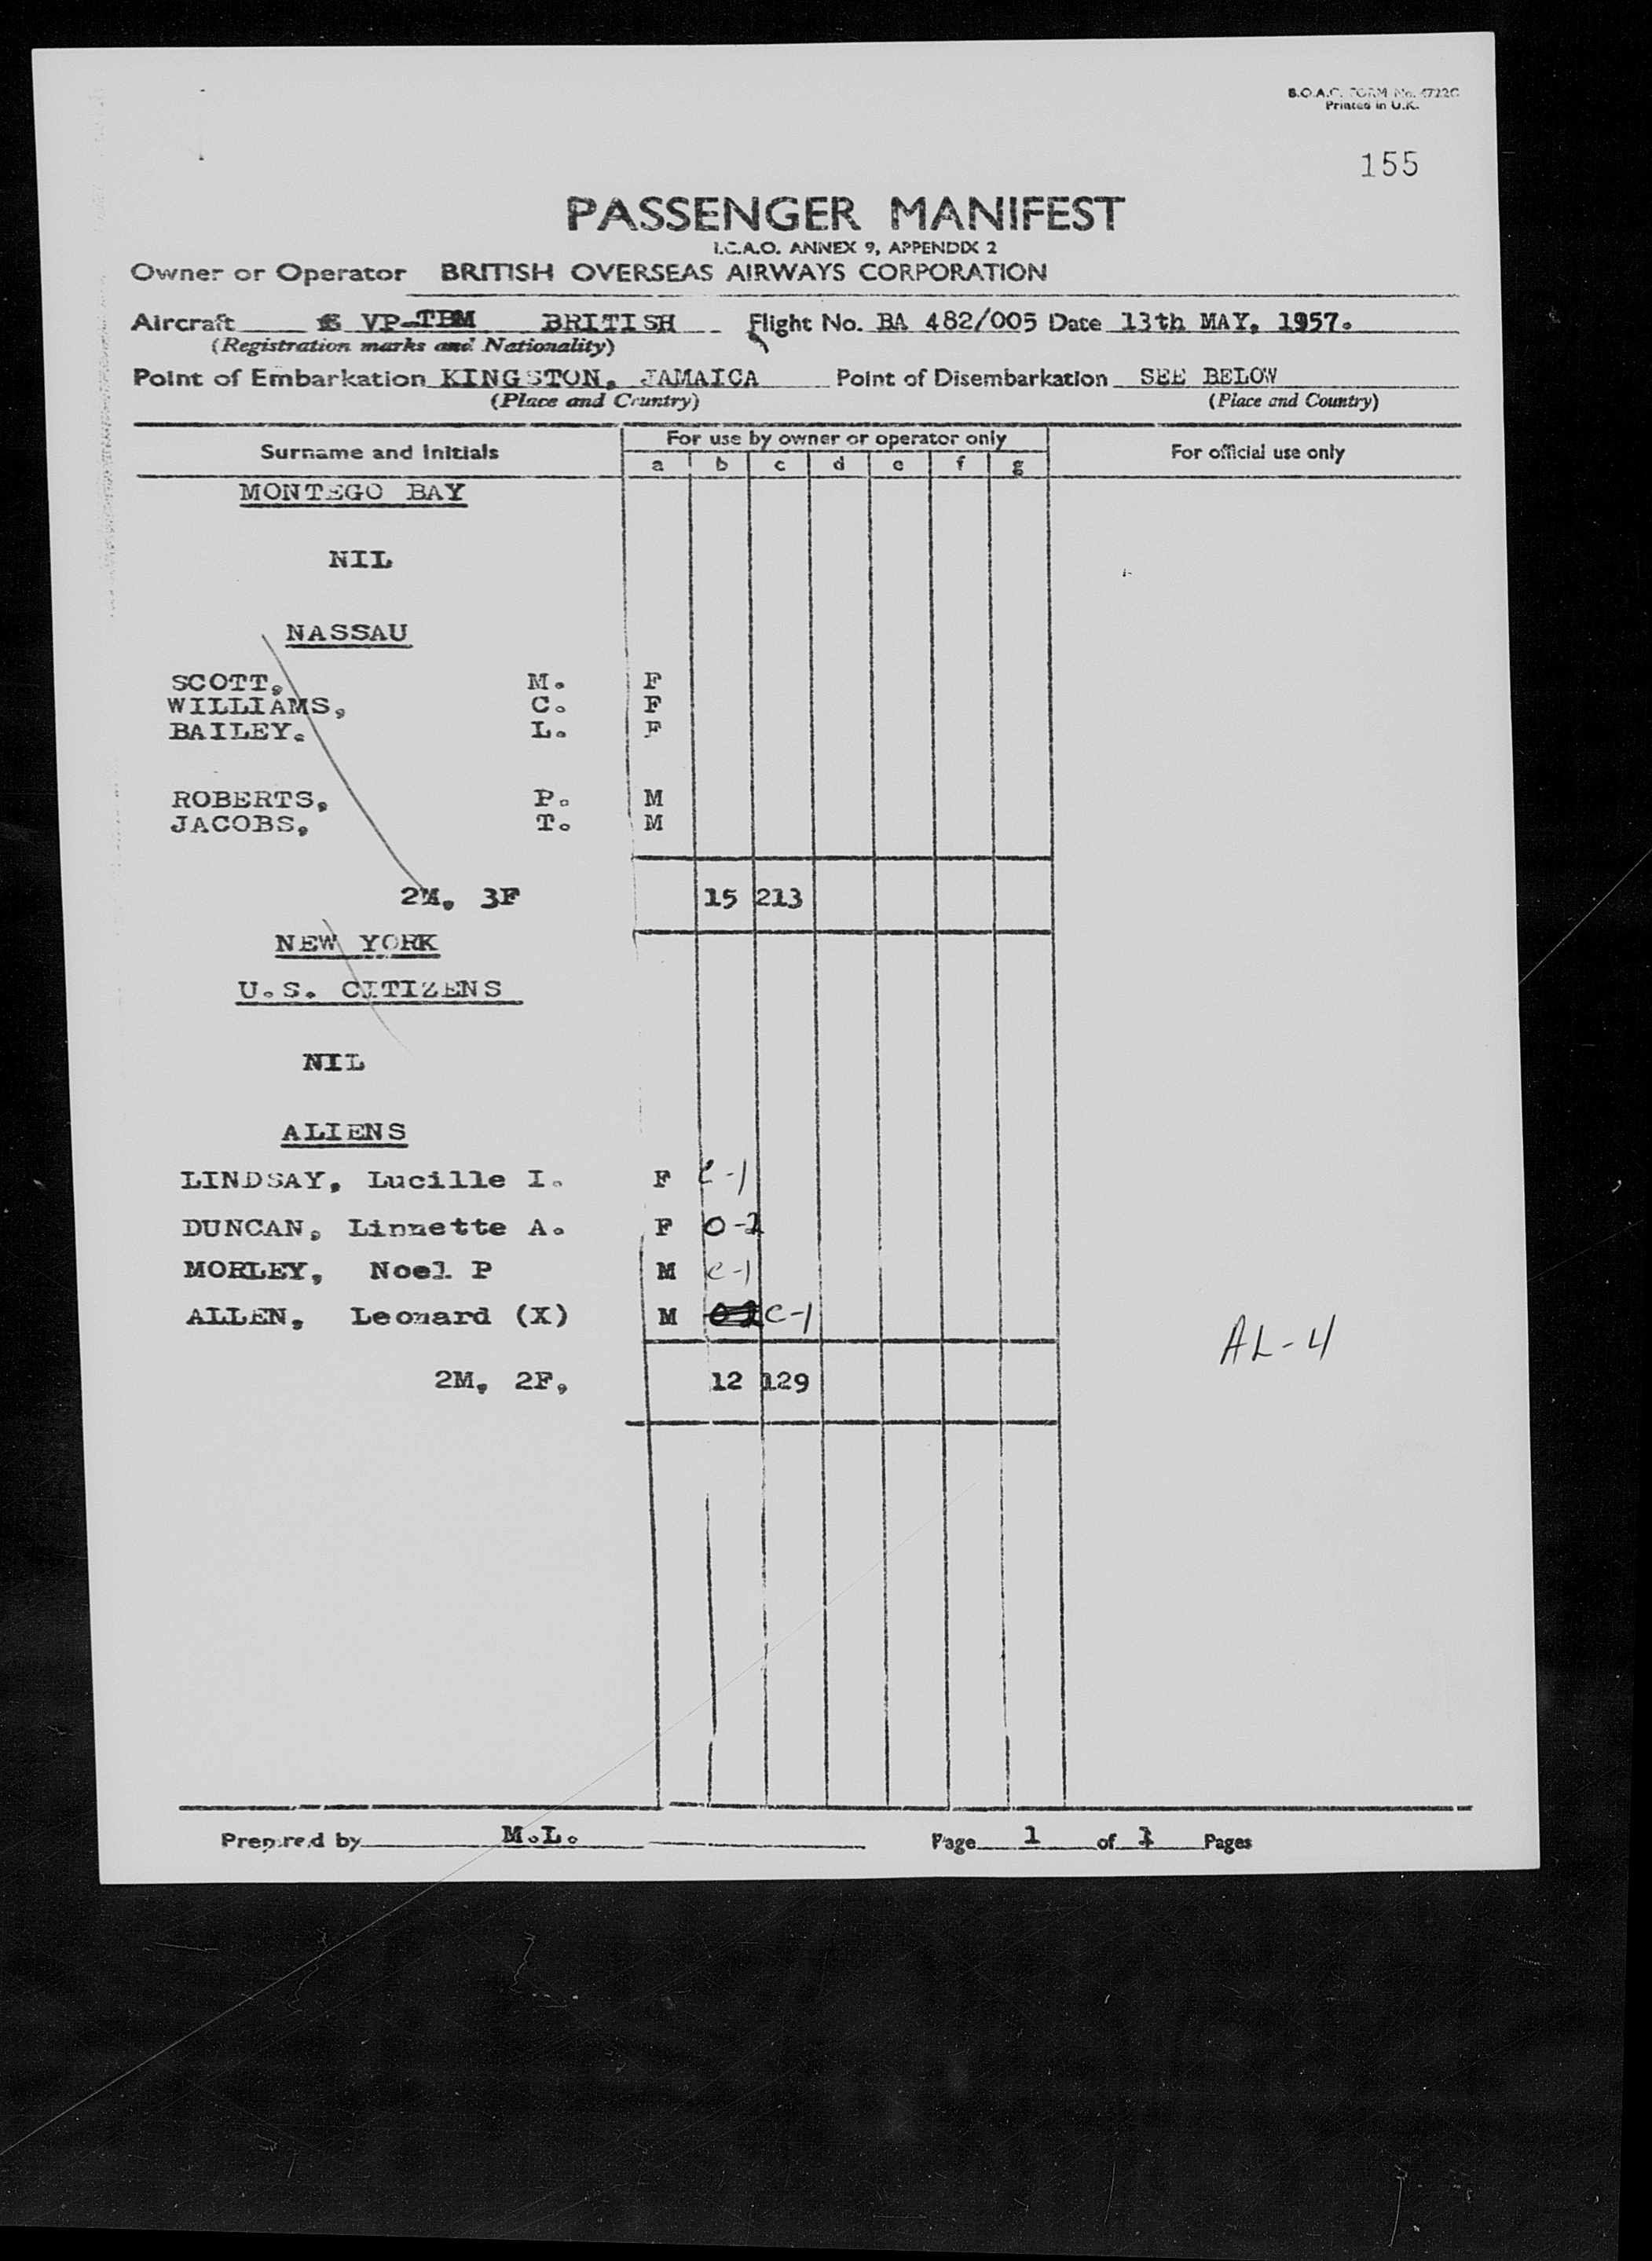 B.O.A.C. FORM No. 4722C
Printed in U.K.
155
PASSENGER MANIFEST
I.C.A.O. ANNEX 9, APPENDIX 2
Owner or Operator BRITISH OVERSEAS AIRWAYS CORPORATION
Aircraft VP-TBM BRITISH Flight No. BA 482/005 Date 13th MAY, 1957.
(Registration marks and Nationality)
Point of Embarkation KINGSTON, JAMAICA Point of Disembarkation SEE BELOW
(Place and Country) (Place and Country)
Surname and Initials For use by owner or operator only For official use only
a b c d e f g
MONTEGO BAY
NIL
NASSAU
SCOTT, M. F
WILLIAMS, C. F
BAILEY. L. F
ROBERTS, P. M
JACOBS, T. M
2M, 3F 15 213
NEW YORK
U.S. CITIZENS
NIL
ALIENS
LINDSAY, Lucille I. F C-1
DUNCAN, Linnette A. F O-2
MORLEY, Noel P M C-1
ALLEN, Leonard (X) M C-1
AL-4
2M, 2F, 12 129
Prepared by M.L. Page 1 of 1 Pages